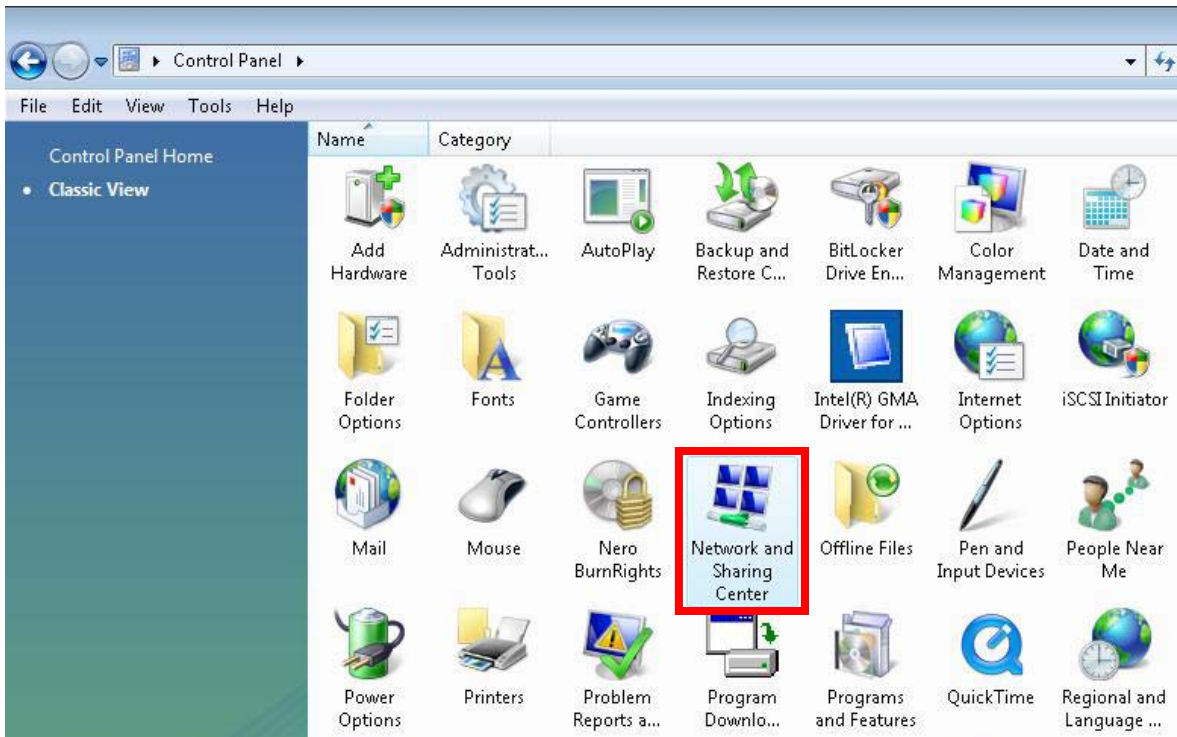 Control Panel
File Edit View Tools Help
Control Panel Home
Classic View
Name Category
Add
Hardware
Administrat...
Tools
AutoPlay
Backup and
Restore C...
BitLocker
Drive En...
Color
Management
Date and
Time
Folder
Options
Fonts
Game
Controllers
Indexing
Options
Intel(R) GMA
Driver for ...
Internet
Options
iSCSI Initiator
Mail
Mouse
Nero
BurnRights
Network and
Sharing
Center
Offline Files
Pen and
Input Devices
People Near
Me
Power
Options
Printers
Problem
Reports a...
Program
Downlo...
Programs
and Features
QuickTime
Regional and
Language ...